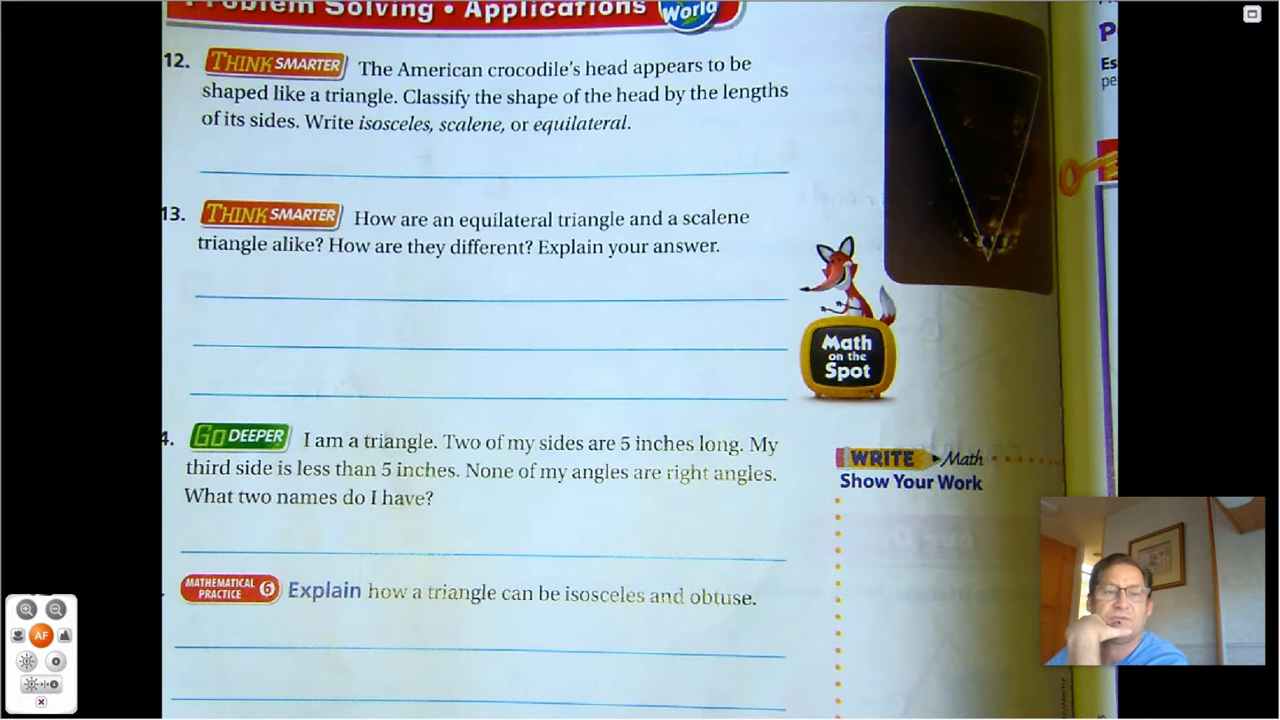 Problem Solving • Applications
World
12. THINK SMARTER The American crocodile's head appears to be
shaped like a triangle. Classify the shape of the head by the lengths
of its sides. Write isosceles, scalene, or equilateral.
13. THINK SMARTER How are an equilateral triangle and a scalene
triangle alike? How are they different? Explain your answer.
Math
on the
Spot
4. GO DEEPER I am a triangle. Two of my sides are 5 inches long. My
third side is less than 5 inches. None of my angles are right angles.
What two names do I have?
WRITE Math
Show Your Work
MATHEMATICAL
PRACTICE 6 Explain how a triangle can be isosceles and obtuse.
P
Es
pe
AF